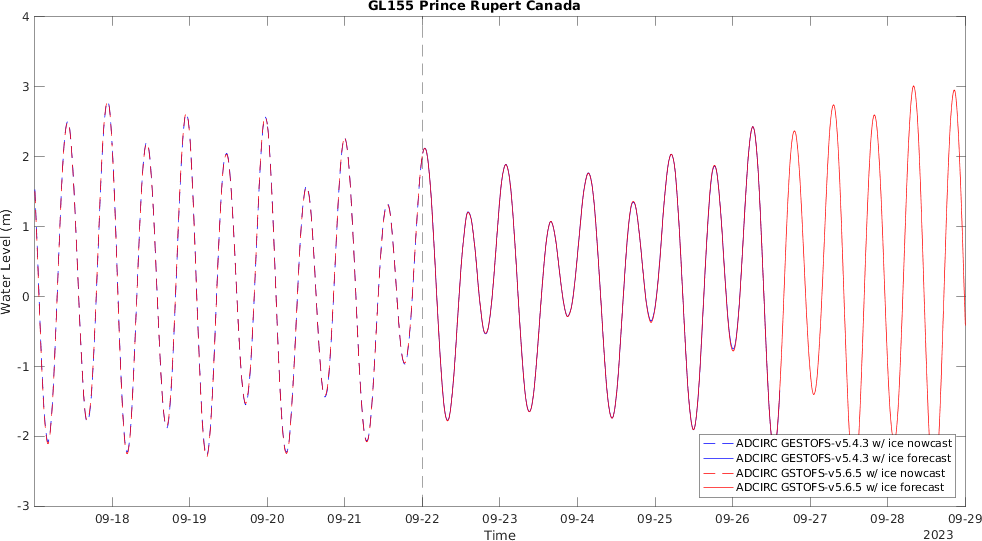 GL155 Prince Rupert Canada
4
3
2
1
0
-1
-2
-3
Water Level (m)
ADCIRC GESTOFS-v5.4.3 w/ ice nowcast
ADCIRC GESTOFS-v5.4.3 w/ ice forecast
ADCIRC GSTOFS-v5.6.5 w/ ice nowcast
ADCIRC GSTOFS-v5.6.5 w/ ice forecast
09-18 09-19 09-20 09-21 09-22 09-23 09-24 09-25 09-26 09-27 09-28 09-29
Time
2023